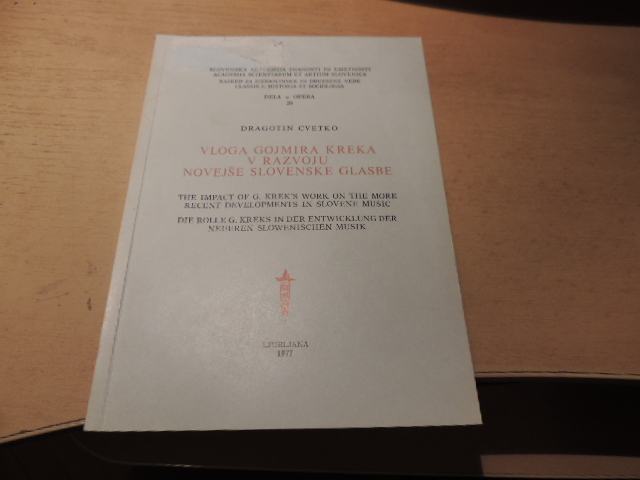 SLOVENSKA AKADEMIJA ZNANOSTI IN UMETNOSTI
ACADEMIA SCIENTIARUM ET ARTIUM SLOVENICA
RAZRED ZA ZGODOVINSKE IN DRUŽBENE VEDE
CLASSIS I: HISTORIA ET SOCIOLOGIA
DELA — OPERA
DRAGOTIN CVETKO
VLOGA GOJMIRA KREKA
V RAZVOJU
NOVEJŠE SLOVENSKE GLASBE
THE IMPACT OF G. KREK'S WORK ON THE MORE
RECENT DEVELOPMENTS IN SLOVENE MUSIC
DIE ROLLE G. KREKS IN DER ENTWICKLUNG DER
NEUEREN SLOWENISCHEN MUSIK
LJUBLJANA
1977